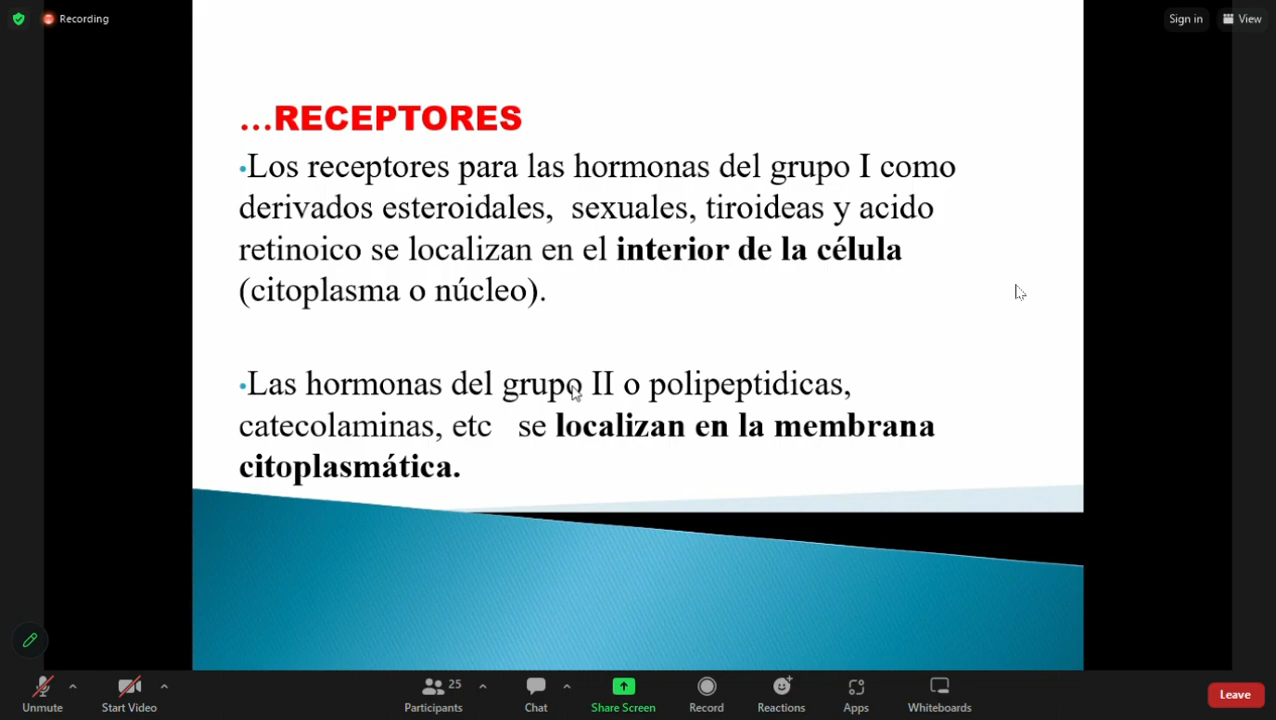 Recording
Sign in
View
...RECEPTORES
•Los receptores para las hormonas del grupo I como
derivados esteroidales, sexuales, tiroideas y acido
retinoico se localizan en el interior de la célula
(citoplasma o núcleo).
•Las hormonas del grupo II o polipeptidicas,
catecolaminas, etc se localizan en la membrana
citoplasmática.
Unmute
Start Video
25
Participants
Chat
Share Screen
Record
Reactions
Apps
Whiteboards
Leave